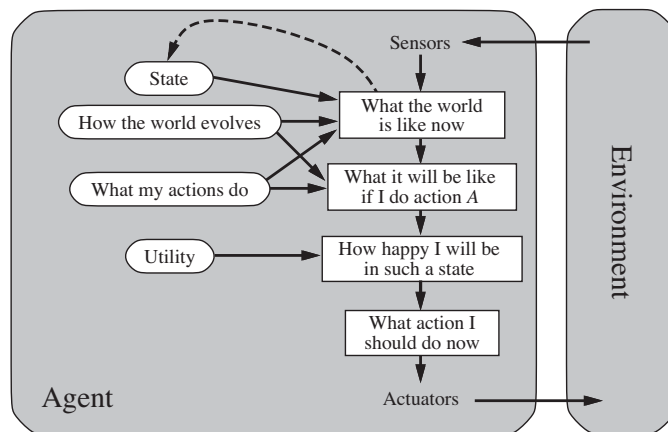 Sensors
State
What the world
is like now
How the world evolves
What it will be like
if I do action A
What my actions do
How happy I will be
in such a state
Utility
What action I
should do now
Agent
Actuators
Environment